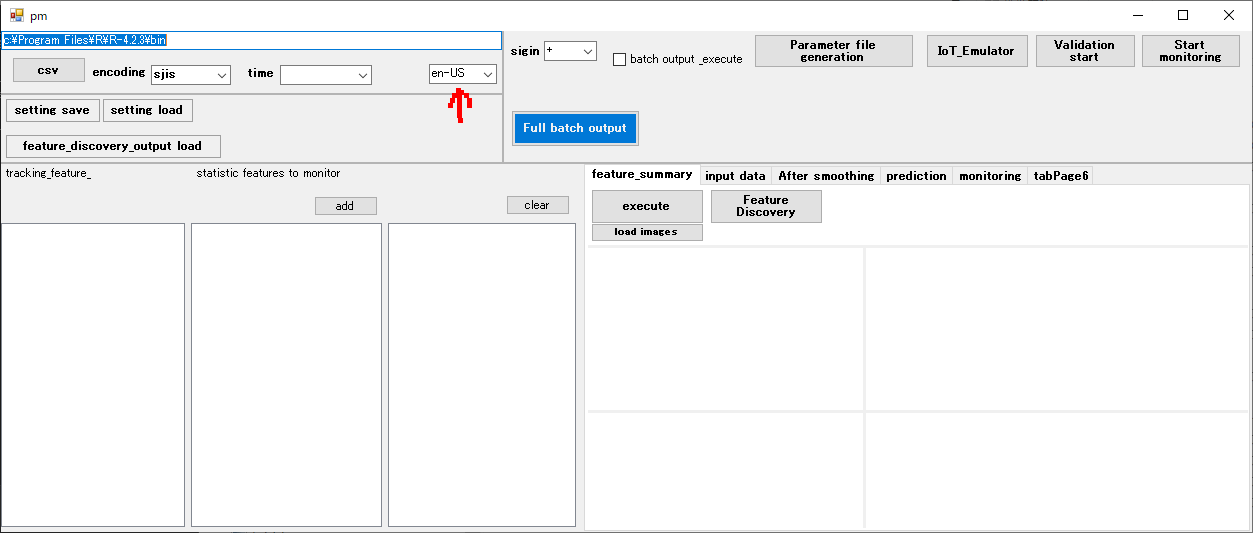 pm
c:¥Program Files¥R¥R-4.2.3¥bin
csv encoding sjis time en-US
setting save setting load
feature_discovery_output load
sigin + batch output _execute
Parameter file
generation
IoT_Emulator
Validation
start
Start
monitoring
Full batch output
tracking_feature_ statistic features to monitor
add clear
feature_summary input data After smoothing prediction monitoring tabPage6
execute
Feature
Discovery
load images